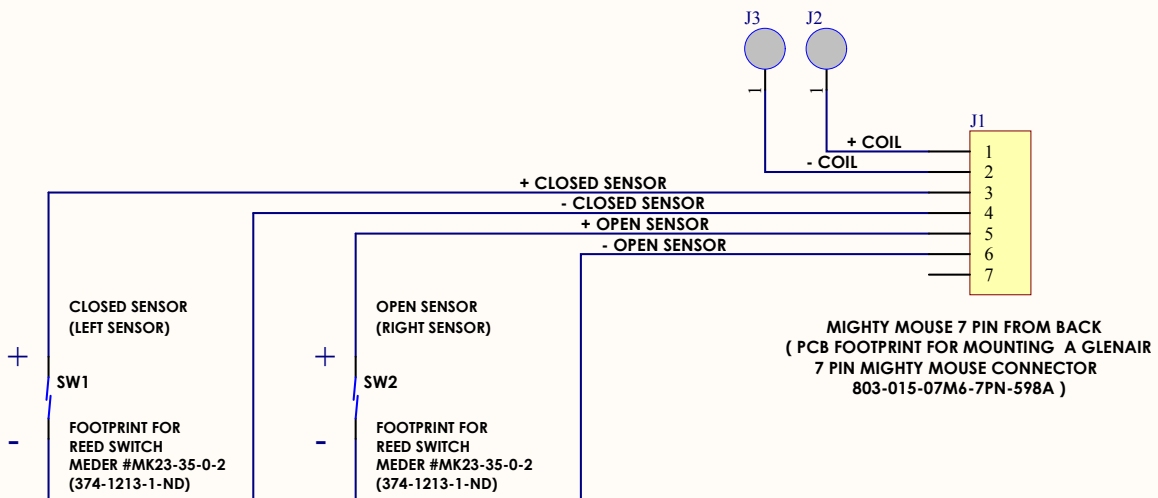 J3
J2
1
1
J1
+ COIL
1
- COIL
2
+ CLOSED SENSOR
3
- CLOSED SENSOR
4
+ OPEN SENSOR
5
- OPEN SENSOR
6
7
MIGHTY MOUSE 7 PIN FROM BACK
( PCB FOOTPRINT FOR MOUNTING A GLENAIR
7 PIN MIGHTY MOUSE CONNECTOR
803-015-07M6-7PN-598A )
CLOSED SENSOR
(LEFT SENSOR)
+
SW1
-
FOOTPRINT FOR
REED SWITCH
MEDER #MK23-35-0-2
(374-1213-1-ND)
OPEN SENSOR
(RIGHT SENSOR)
+
SW2
-
FOOTPRINT FOR
REED SWITCH
MEDER #MK23-35-0-2
(374-1213-1-ND)